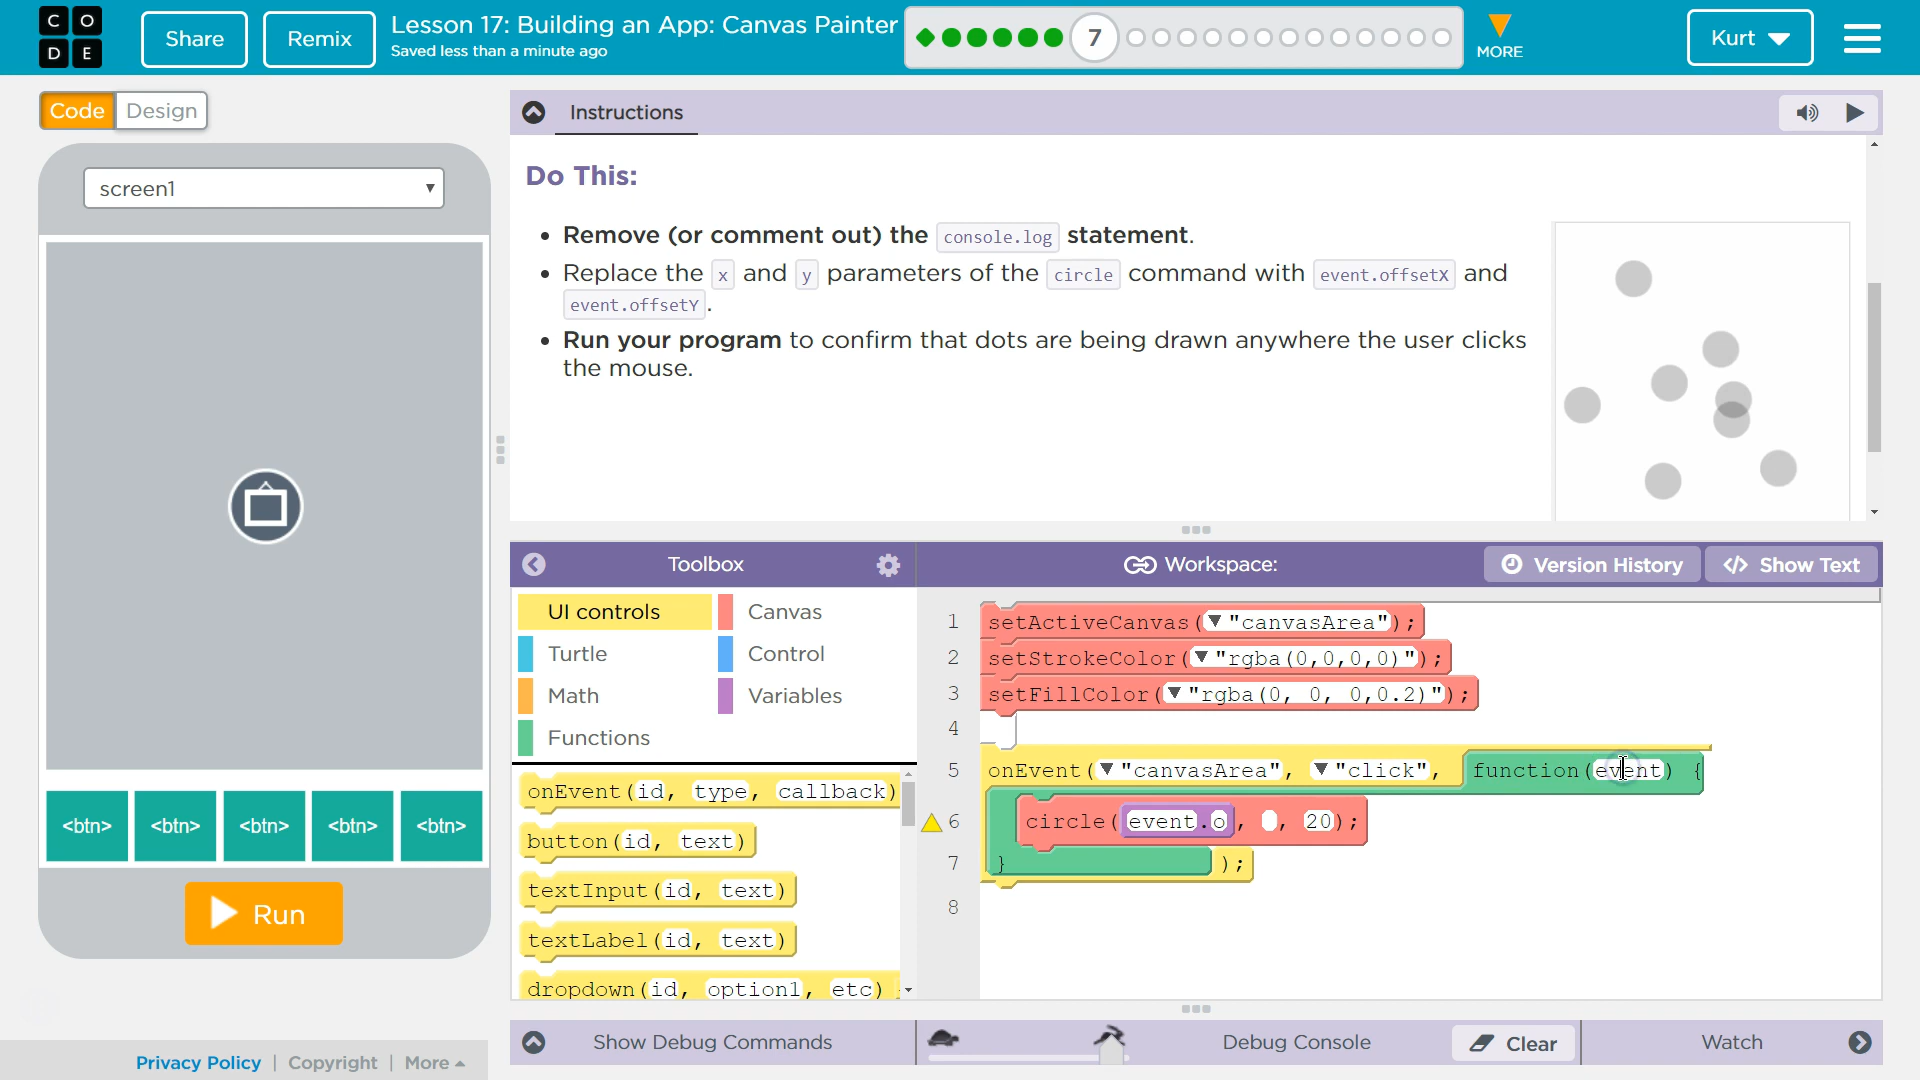 CODE
Share
Remix
Lesson 17: Building an App: Canvas Painter
Saved less than a minute ago
7
MORE
Kurt
Code
Design
screen1
<btn>
<btn>
<btn>
<btn>
<btn>
Run
Instructions
Do This:
Remove (or comment out) the console.log statement.
Replace the x and y parameters of the circle command with event.offsetX and
event.offsetY.
Run your program to confirm that dots are being drawn anywhere the user clicks
the mouse.
Toolbox
Workspace:
Version History
Show Text
UI controls
Canvas
Turtle
Control
Math
Variables
Functions
onEvent(id, type, callback)
button(id, text)
textInput(id, text)
textLabel(id, text)
dropdown(id, option1, etc)
1 setActiveCanvas("canvasArea");
2 setStrokeColor("rgba(0,0,0,0)");
3 setFillColor("rgba(0, 0, 0,0.2)");
4
5 onEvent("canvasArea", "click", function(event) {
6 circle(event.o, , 20);
7 } );
8
Show Debug Commands
Debug Console
Clear
Watch
Privacy Policy | Copyright | More